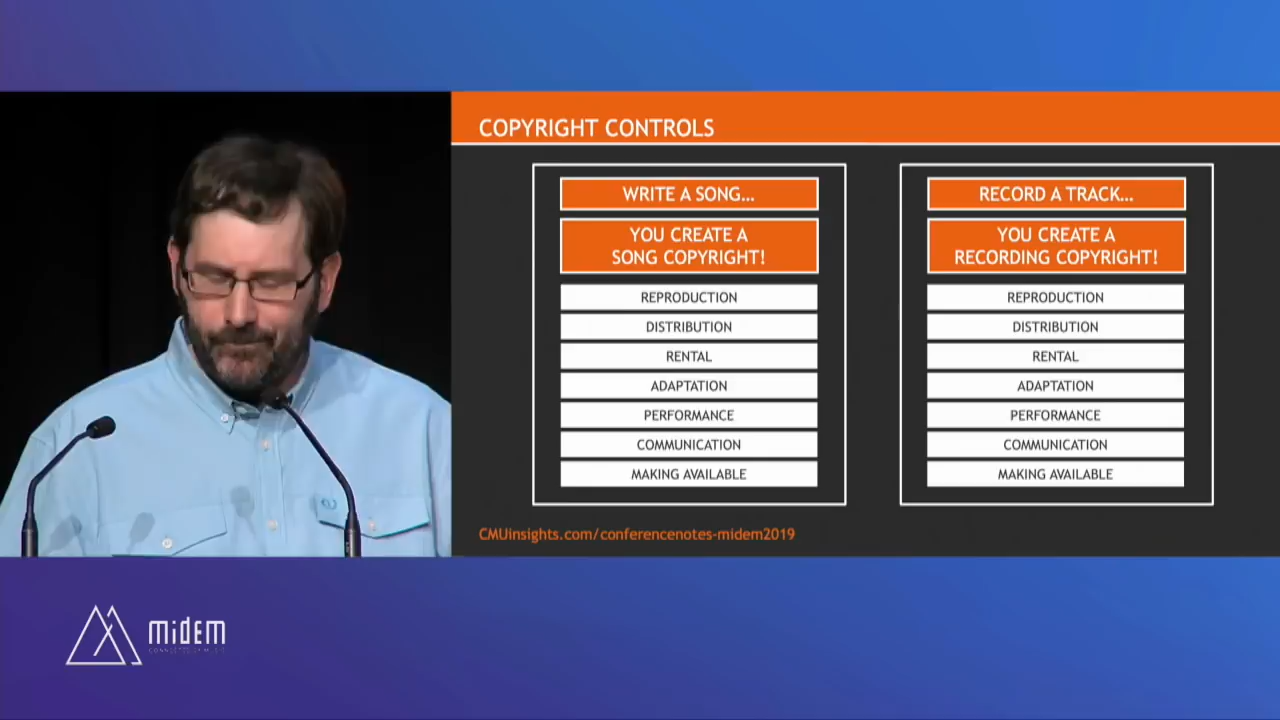 COPYRIGHT CONTROLS
WRITE A SONG...
YOU CREATE A
SONG COPYRIGHT!
REPRODUCTION
DISTRIBUTION
RENTAL
ADAPTATION
PERFORMANCE
COMMUNICATION
MAKING AVAILABLE
RECORD A TRACK...
YOU CREATE A
RECORDING COPYRIGHT!
REPRODUCTION
DISTRIBUTION
RENTAL
ADAPTATION
PERFORMANCE
COMMUNICATION
MAKING AVAILABLE
CMUinsights.com/conferencenotes-midem2019
midem